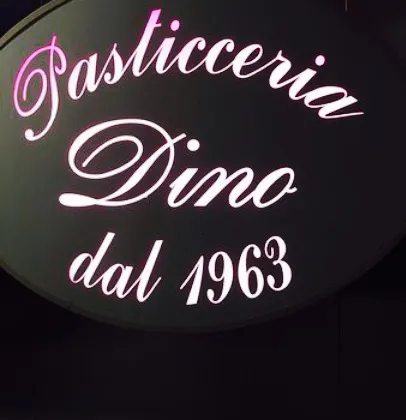 Pasticceria
Dino
dal 1963